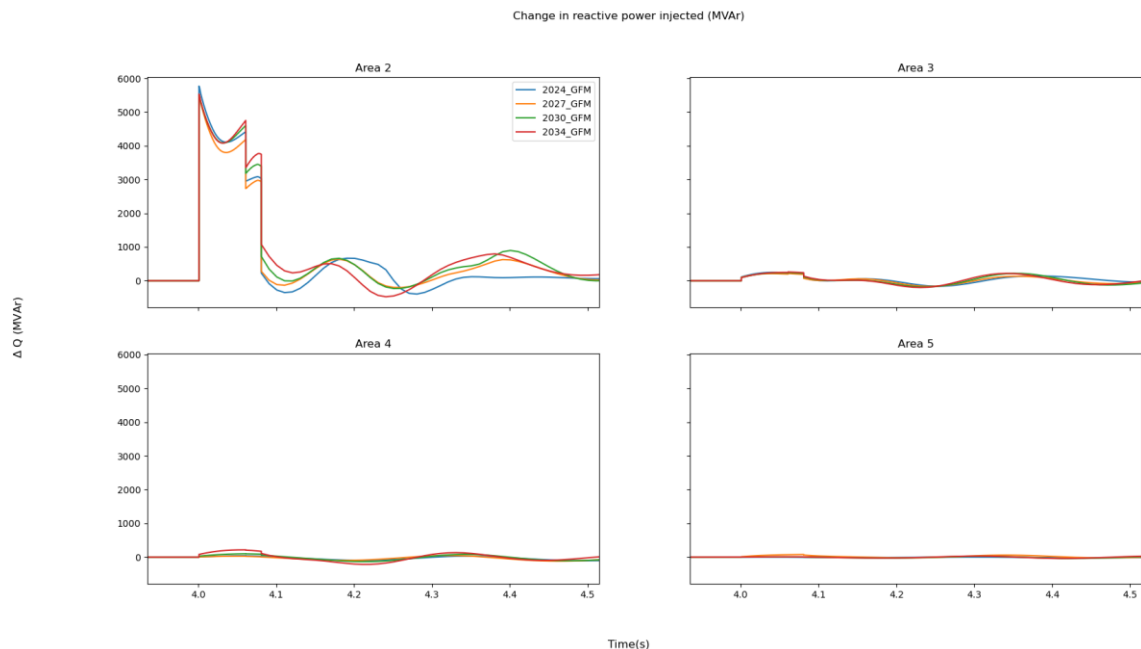 Change in reactive power injected (MVAr)
Area 2
Area 3
6000
5000
4000
3000
2000
1000
0
2024_GFM
2027_GFM
2030_GFM
2034_GFM
Δ Q (MVAr)
Area 4
Area 5
6000
5000
4000
3000
2000
1000
0
4.0 4.1 4.2 4.3 4.4 4.5
4.0 4.1 4.2 4.3 4.4 4.5
Time(s)